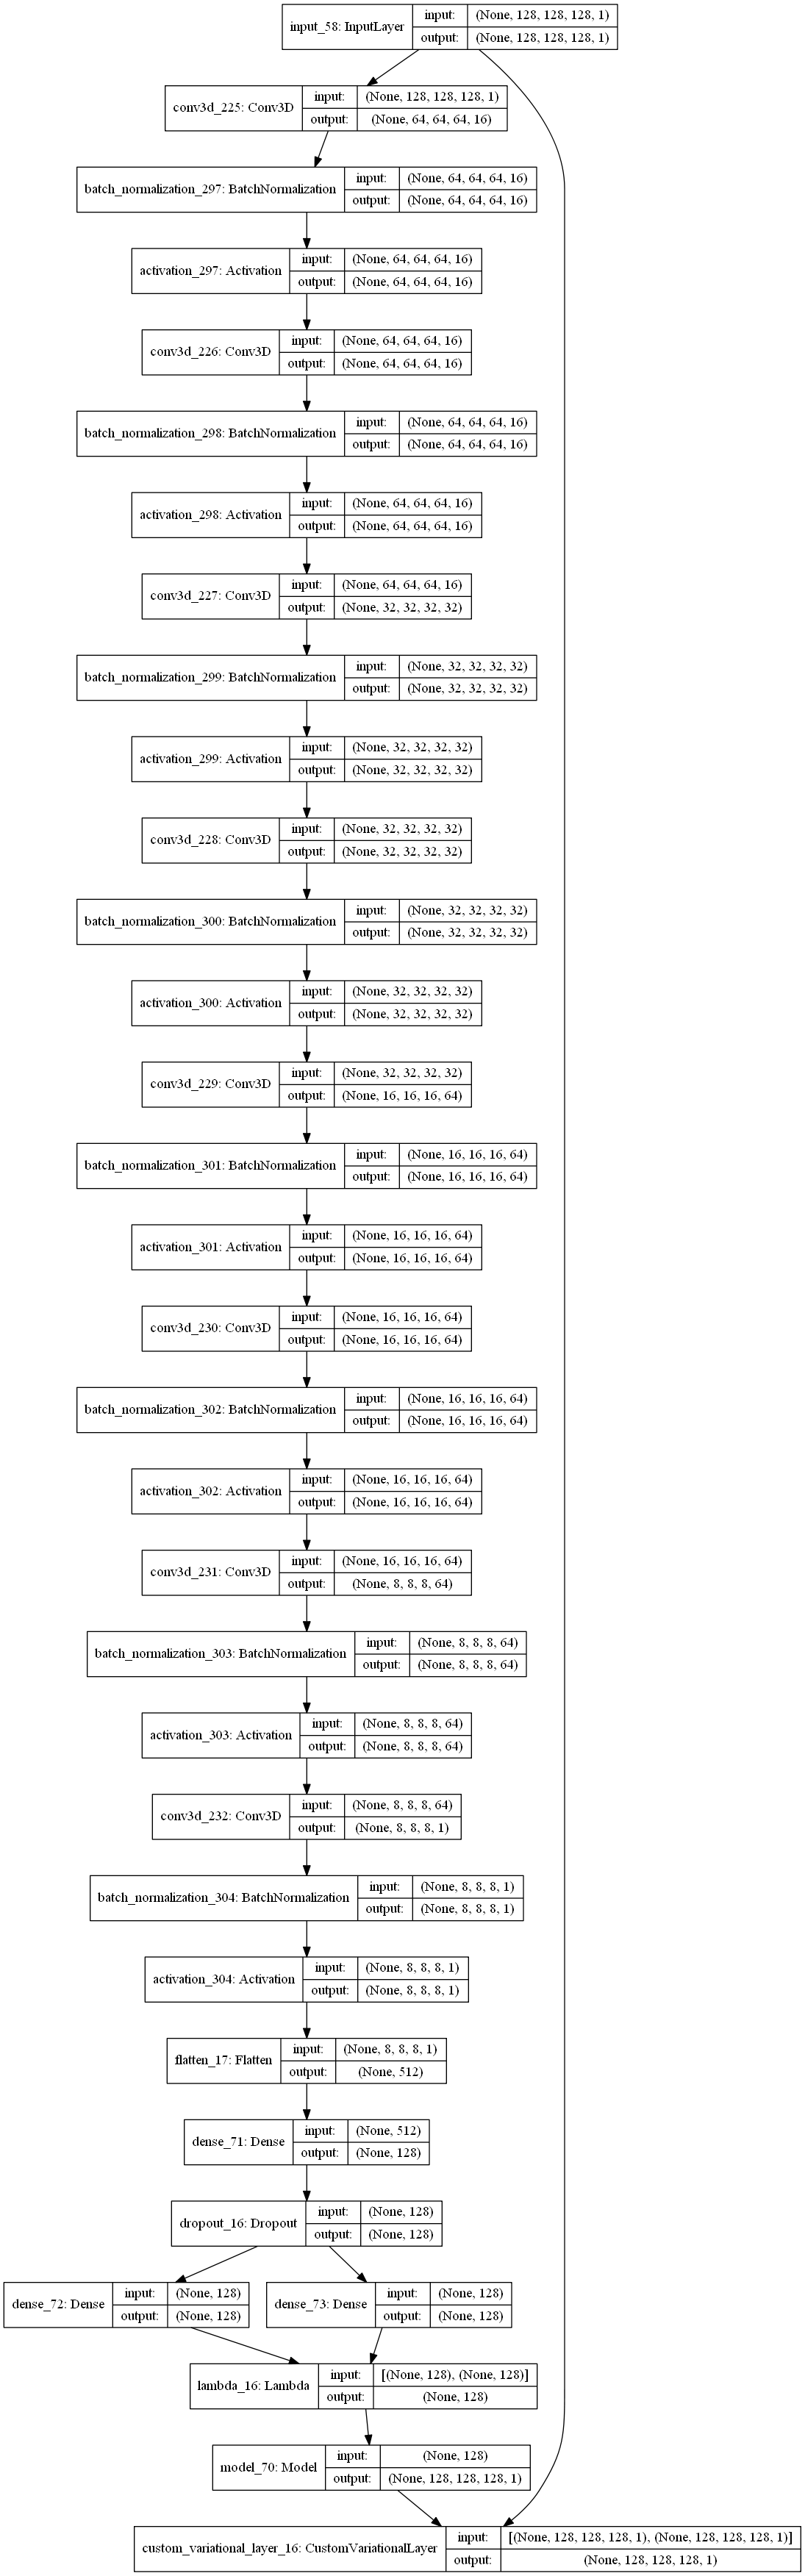 input_58: InputLayer input: (None, 128, 128, 128, 1)
output: (None, 128, 128, 128, 1)
conv3d_225: Conv3D input: (None, 128, 128, 128, 1)
output: (None, 64, 64, 64, 16)
batch_normalization_297: BatchNormalization input: (None, 64, 64, 64, 16)
output: (None, 64, 64, 64, 16)
activation_297: Activation input: (None, 64, 64, 64, 16)
output: (None, 64, 64, 64, 16)
conv3d_226: Conv3D input: (None, 64, 64, 64, 16)
output: (None, 64, 64, 64, 16)
batch_normalization_298: BatchNormalization input: (None, 64, 64, 64, 16)
output: (None, 64, 64, 64, 16)
activation_298: Activation input: (None, 64, 64, 64, 16)
output: (None, 64, 64, 64, 16)
conv3d_227: Conv3D input: (None, 64, 64, 64, 16)
output: (None, 32, 32, 32, 32)
batch_normalization_299: BatchNormalization input: (None, 32, 32, 32, 32)
output: (None, 32, 32, 32, 32)
activation_299: Activation input: (None, 32, 32, 32, 32)
output: (None, 32, 32, 32, 32)
conv3d_228: Conv3D input: (None, 32, 32, 32, 32)
output: (None, 32, 32, 32, 32)
batch_normalization_300: BatchNormalization input: (None, 32, 32, 32, 32)
output: (None, 32, 32, 32, 32)
activation_300: Activation input: (None, 32, 32, 32, 32)
output: (None, 32, 32, 32, 32)
conv3d_229: Conv3D input: (None, 32, 32, 32, 32)
output: (None, 16, 16, 16, 64)
batch_normalization_301: BatchNormalization input: (None, 16, 16, 16, 64)
output: (None, 16, 16, 16, 64)
activation_301: Activation input: (None, 16, 16, 16, 64)
output: (None, 16, 16, 16, 64)
conv3d_230: Conv3D input: (None, 16, 16, 16, 64)
output: (None, 16, 16, 16, 64)
batch_normalization_302: BatchNormalization input: (None, 16, 16, 16, 64)
output: (None, 16, 16, 16, 64)
activation_302: Activation input: (None, 16, 16, 16, 64)
output: (None, 16, 16, 16, 64)
conv3d_231: Conv3D input: (None, 16, 16, 16, 64)
output: (None, 8, 8, 8, 64)
batch_normalization_303: BatchNormalization input: (None, 8, 8, 8, 64)
output: (None, 8, 8, 8, 64)
activation_303: Activation input: (None, 8, 8, 8, 64)
output: (None, 8, 8, 8, 64)
conv3d_232: Conv3D input: (None, 8, 8, 8, 64)
output: (None, 8, 8, 8, 1)
batch_normalization_304: BatchNormalization input: (None, 8, 8, 8, 1)
output: (None, 8, 8, 8, 1)
activation_304: Activation input: (None, 8, 8, 8, 1)
output: (None, 8, 8, 8, 1)
flatten_17: Flatten input: (None, 8, 8, 8, 1)
output: (None, 512)
dense_71: Dense input: (None, 512)
output: (None, 128)
dropout_16: Dropout input: (None, 128)
output: (None, 128)
dense_72: Dense input: (None, 128)
output: (None, 128)
dense_73: Dense input: (None, 128)
output: (None, 128)
lambda_16: Lambda input: [(None, 128), (None, 128)]
output: (None, 128)
model_70: Model input: (None, 128)
output: (None, 128, 128, 128, 1)
custom_variational_layer_16: CustomVariationalLayer input: [(None, 128, 128, 128, 1), (None, 128, 128, 128, 1)]
output: (None, 128, 128, 128, 1)